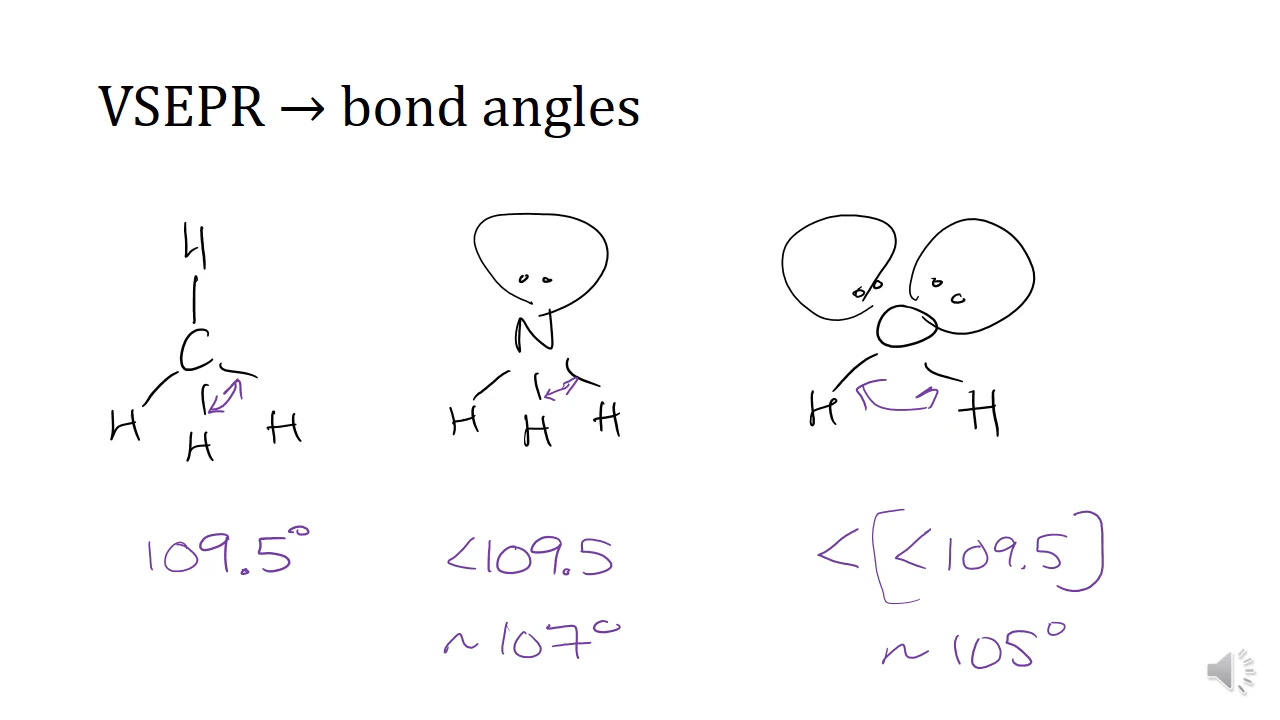 VSEPR → bond angles
H
C
H H H
N
H H H
O
H H
109.5°
<109.5
~107°
<[<109.5]
~105°